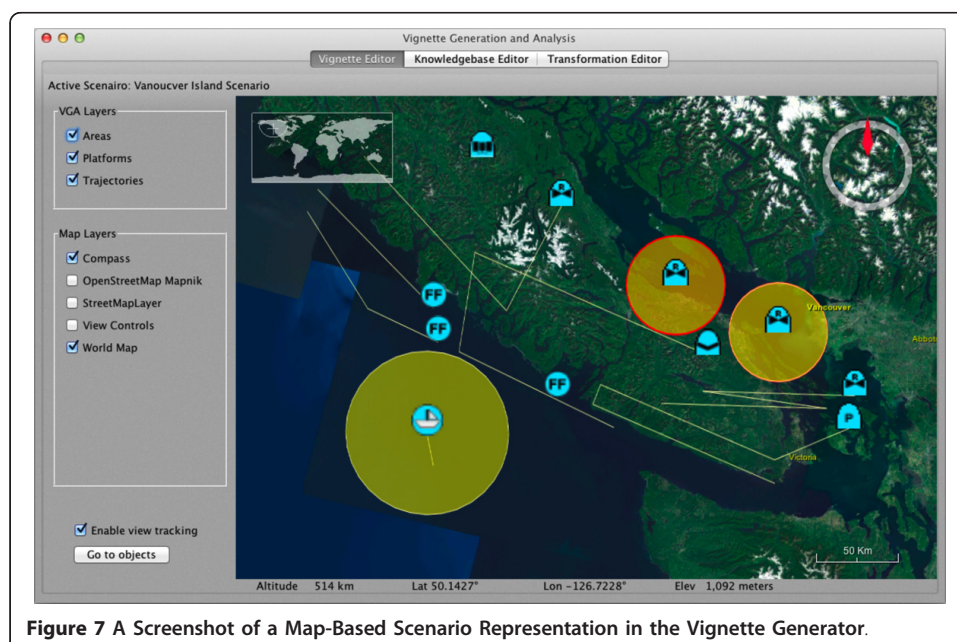 Vignette Generation and Analysis
Vignette Editor Knowledgebase Editor Transformation Editor
Active Scenairo: Vanoucver Island Scenario
VGA Layers
Areas
Platforms
Trajectories
Map Layers
Compass
OpenStreetMap Mapnik
StreetMapLayer
View Controls
World Map
Enable view tracking
Go to objects
R
R
R
Vancouver
Abbots
FF
FF
FF
R
P
Victoria
50 Km
Altitude 514 km Lat 50.1427° Lon -126.7228° Elev 1,092 meters
Figure 7 A Screenshot of a Map-Based Scenario Representation in the Vignette Generator.